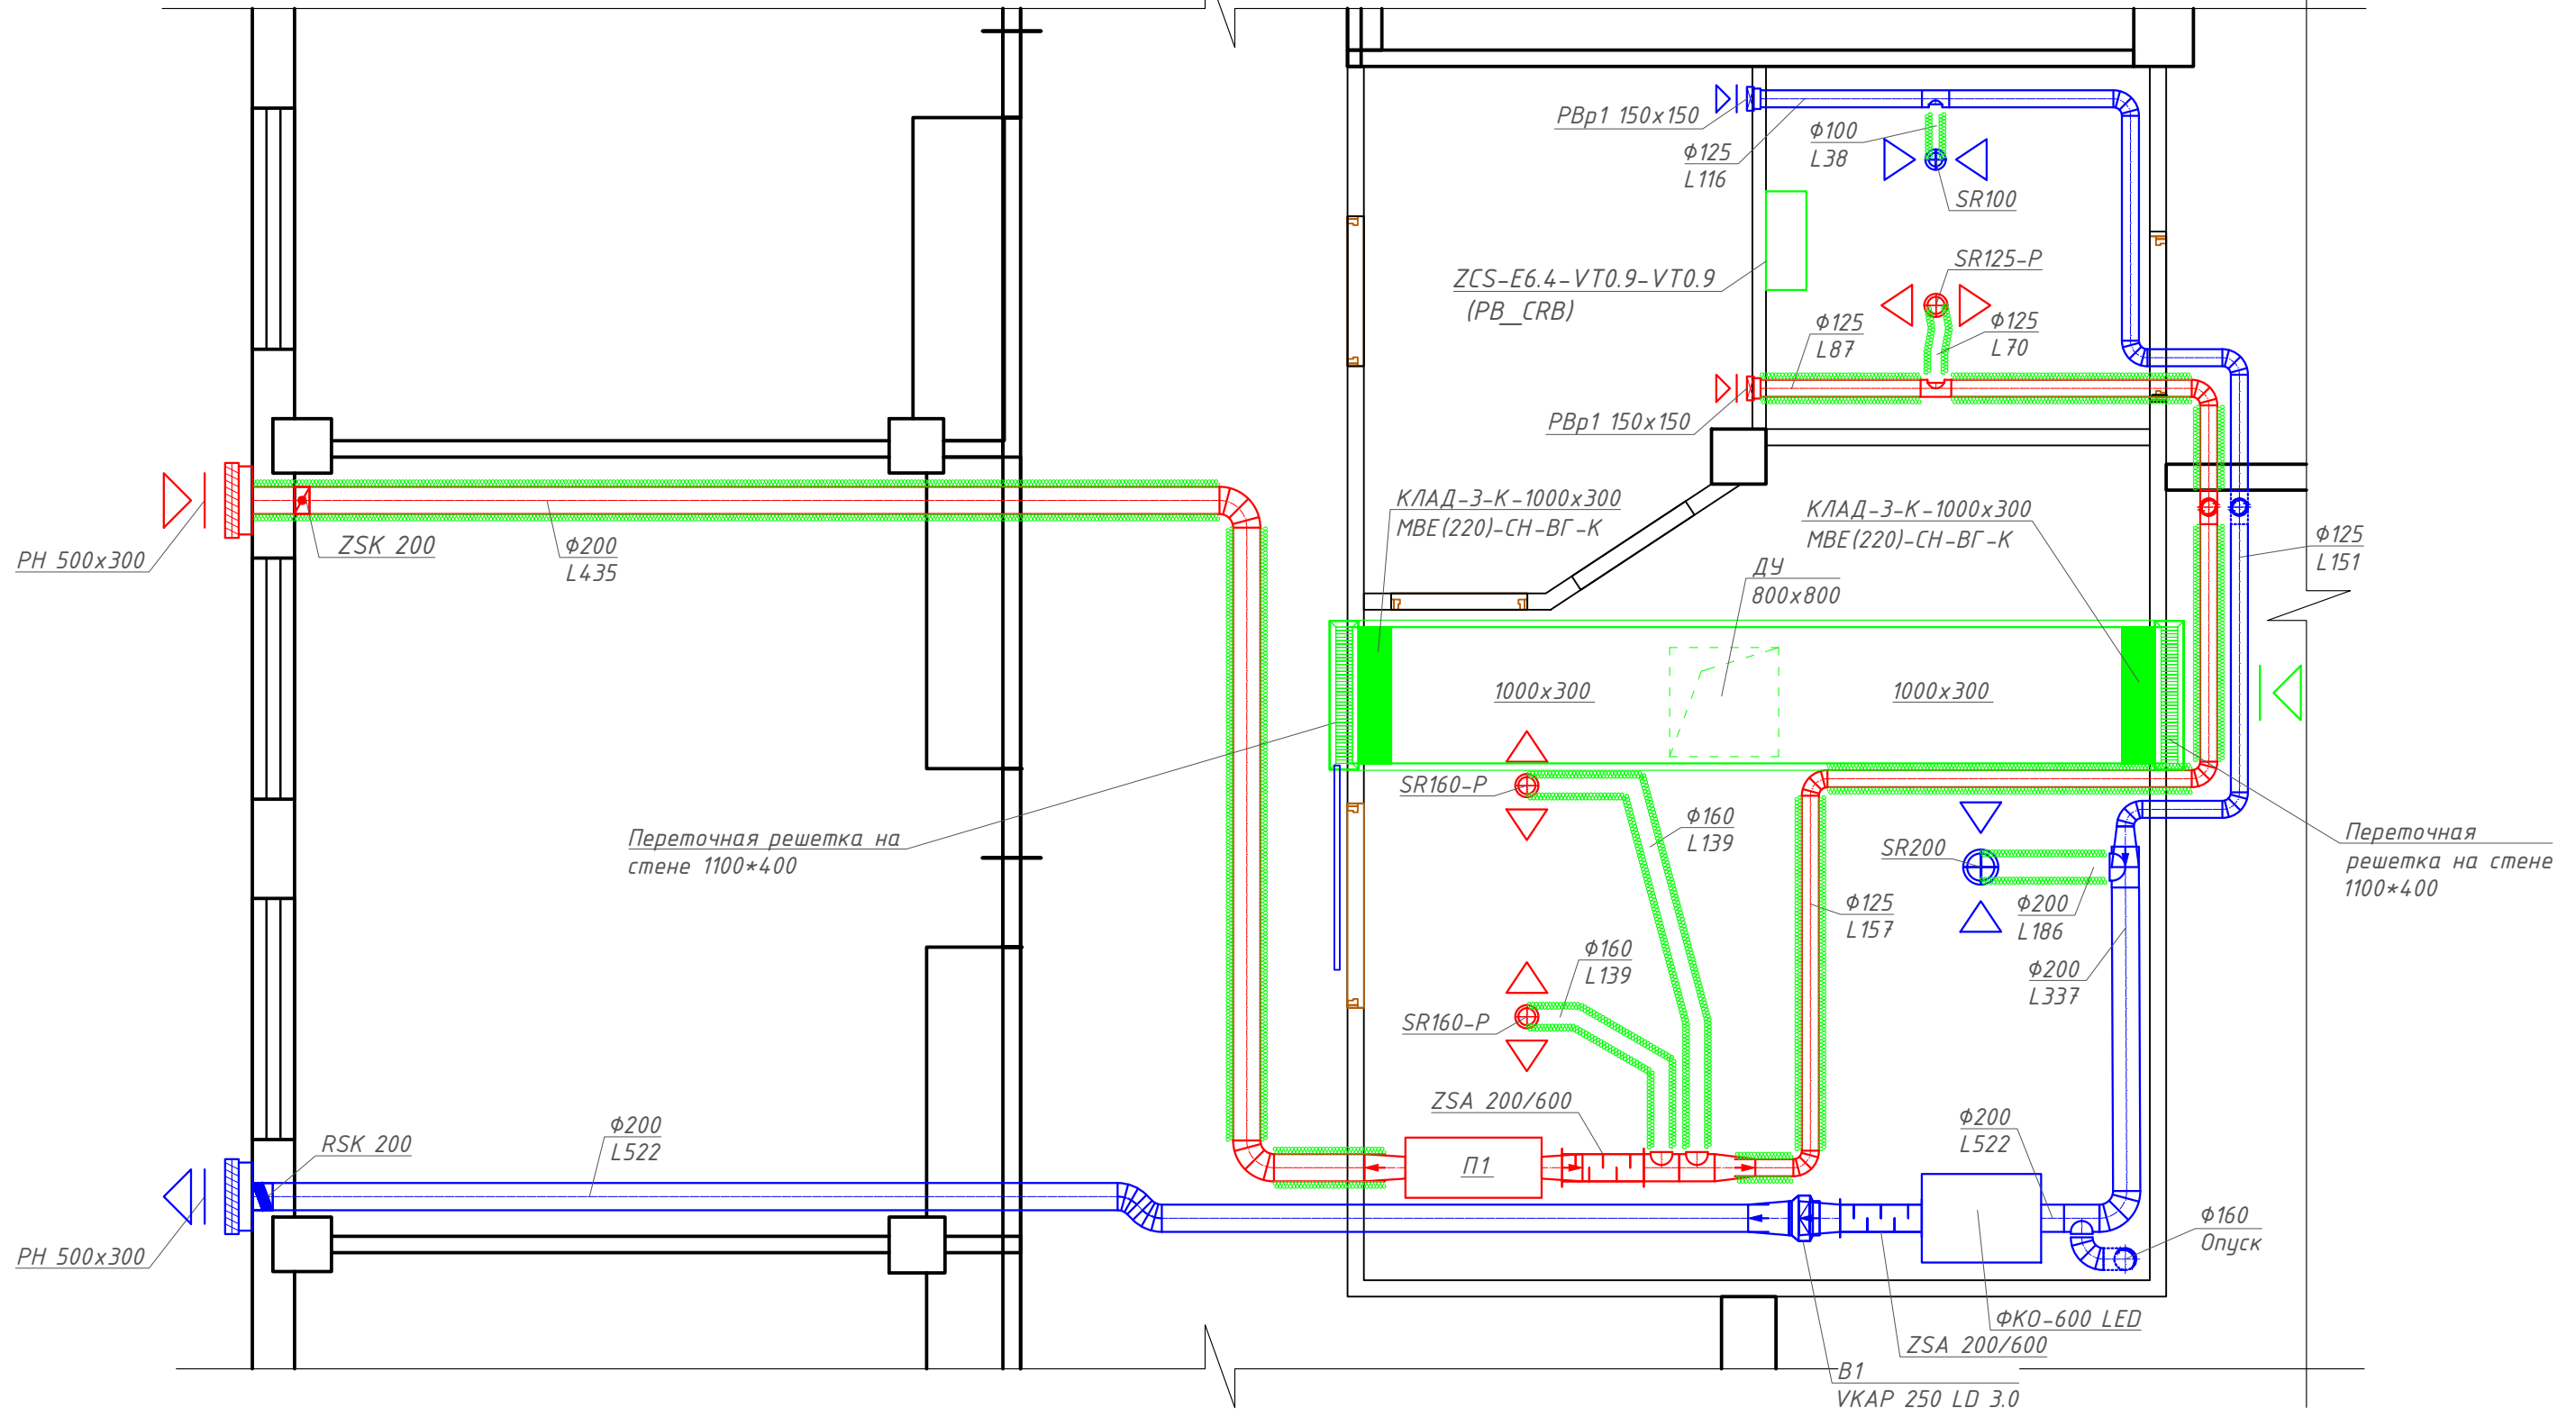 РВр1 150х150
Ф125
L116
Ф100
L38
SR100
ZCS-E6.4-VT0.9-VT0.9
(PB_CRB)
SR125-P
Ф125
L87
Ф125
L70
РВр1 150х150
РН 500х300
ZSK 200
Ф200
L435
КЛАД-3-К-1000х300
МВЕ(220)-СН-ВГ-К
КЛАД-3-К-1000х300
МВЕ(220)-СН-ВГ-К
ДУ
800х800
Ф125
L151
1000х300
1000х300
SR160-P
Переточная решетка на
стене 1100*400
Ф160
L139
SR200
Переточная
решетка на стене
1100*400
Ф125
L157
Ф200
L186
Ф160
L139
Ф200
L337
SR160-P
ZSA 200/600
П1
RSK 200
Ф200
L522
Ф200
L522
РН 500х300
Ф160
Опуск
ФКО-600 LED
ZSA 200/600
В1
VKAP 250 LD 3.0